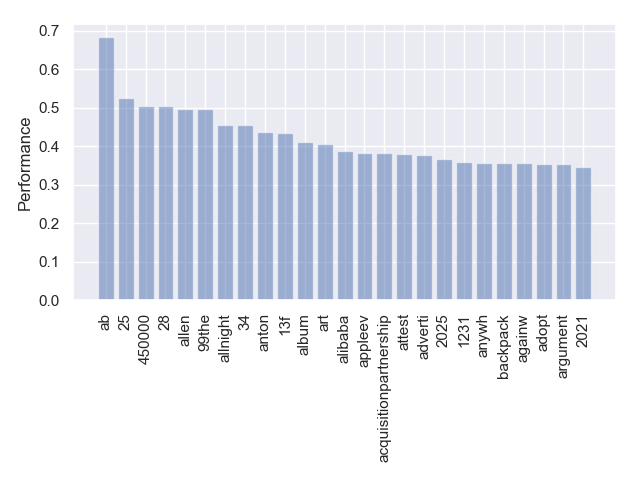 0.7
0.6
0.5
0.4
0.3
0.2
0.1
0.0
Performance
ab
25
450000
28
allen
99the
allnight
34
anton
13f
album
art
alibaba
appleev
acquisitionpartnership
attest
adverti
2025
1231
anywh
backpack
againw
adopt
argument
2021